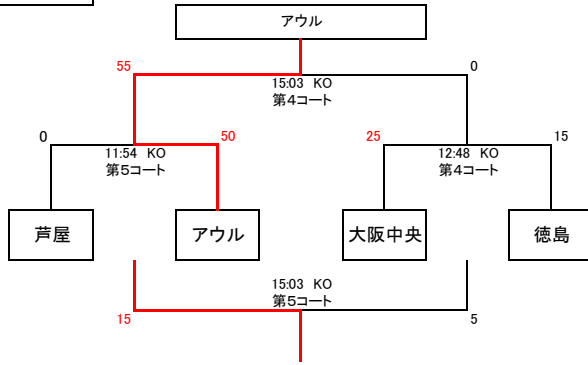 アウル
55
0
15:03 KO
第4コート
0
50
25
15
11:54 KO
第5コート
12:48 KO
第4コート
芦屋
アウル
大阪中央
徳島
15:03 KO
第5コート
15
5